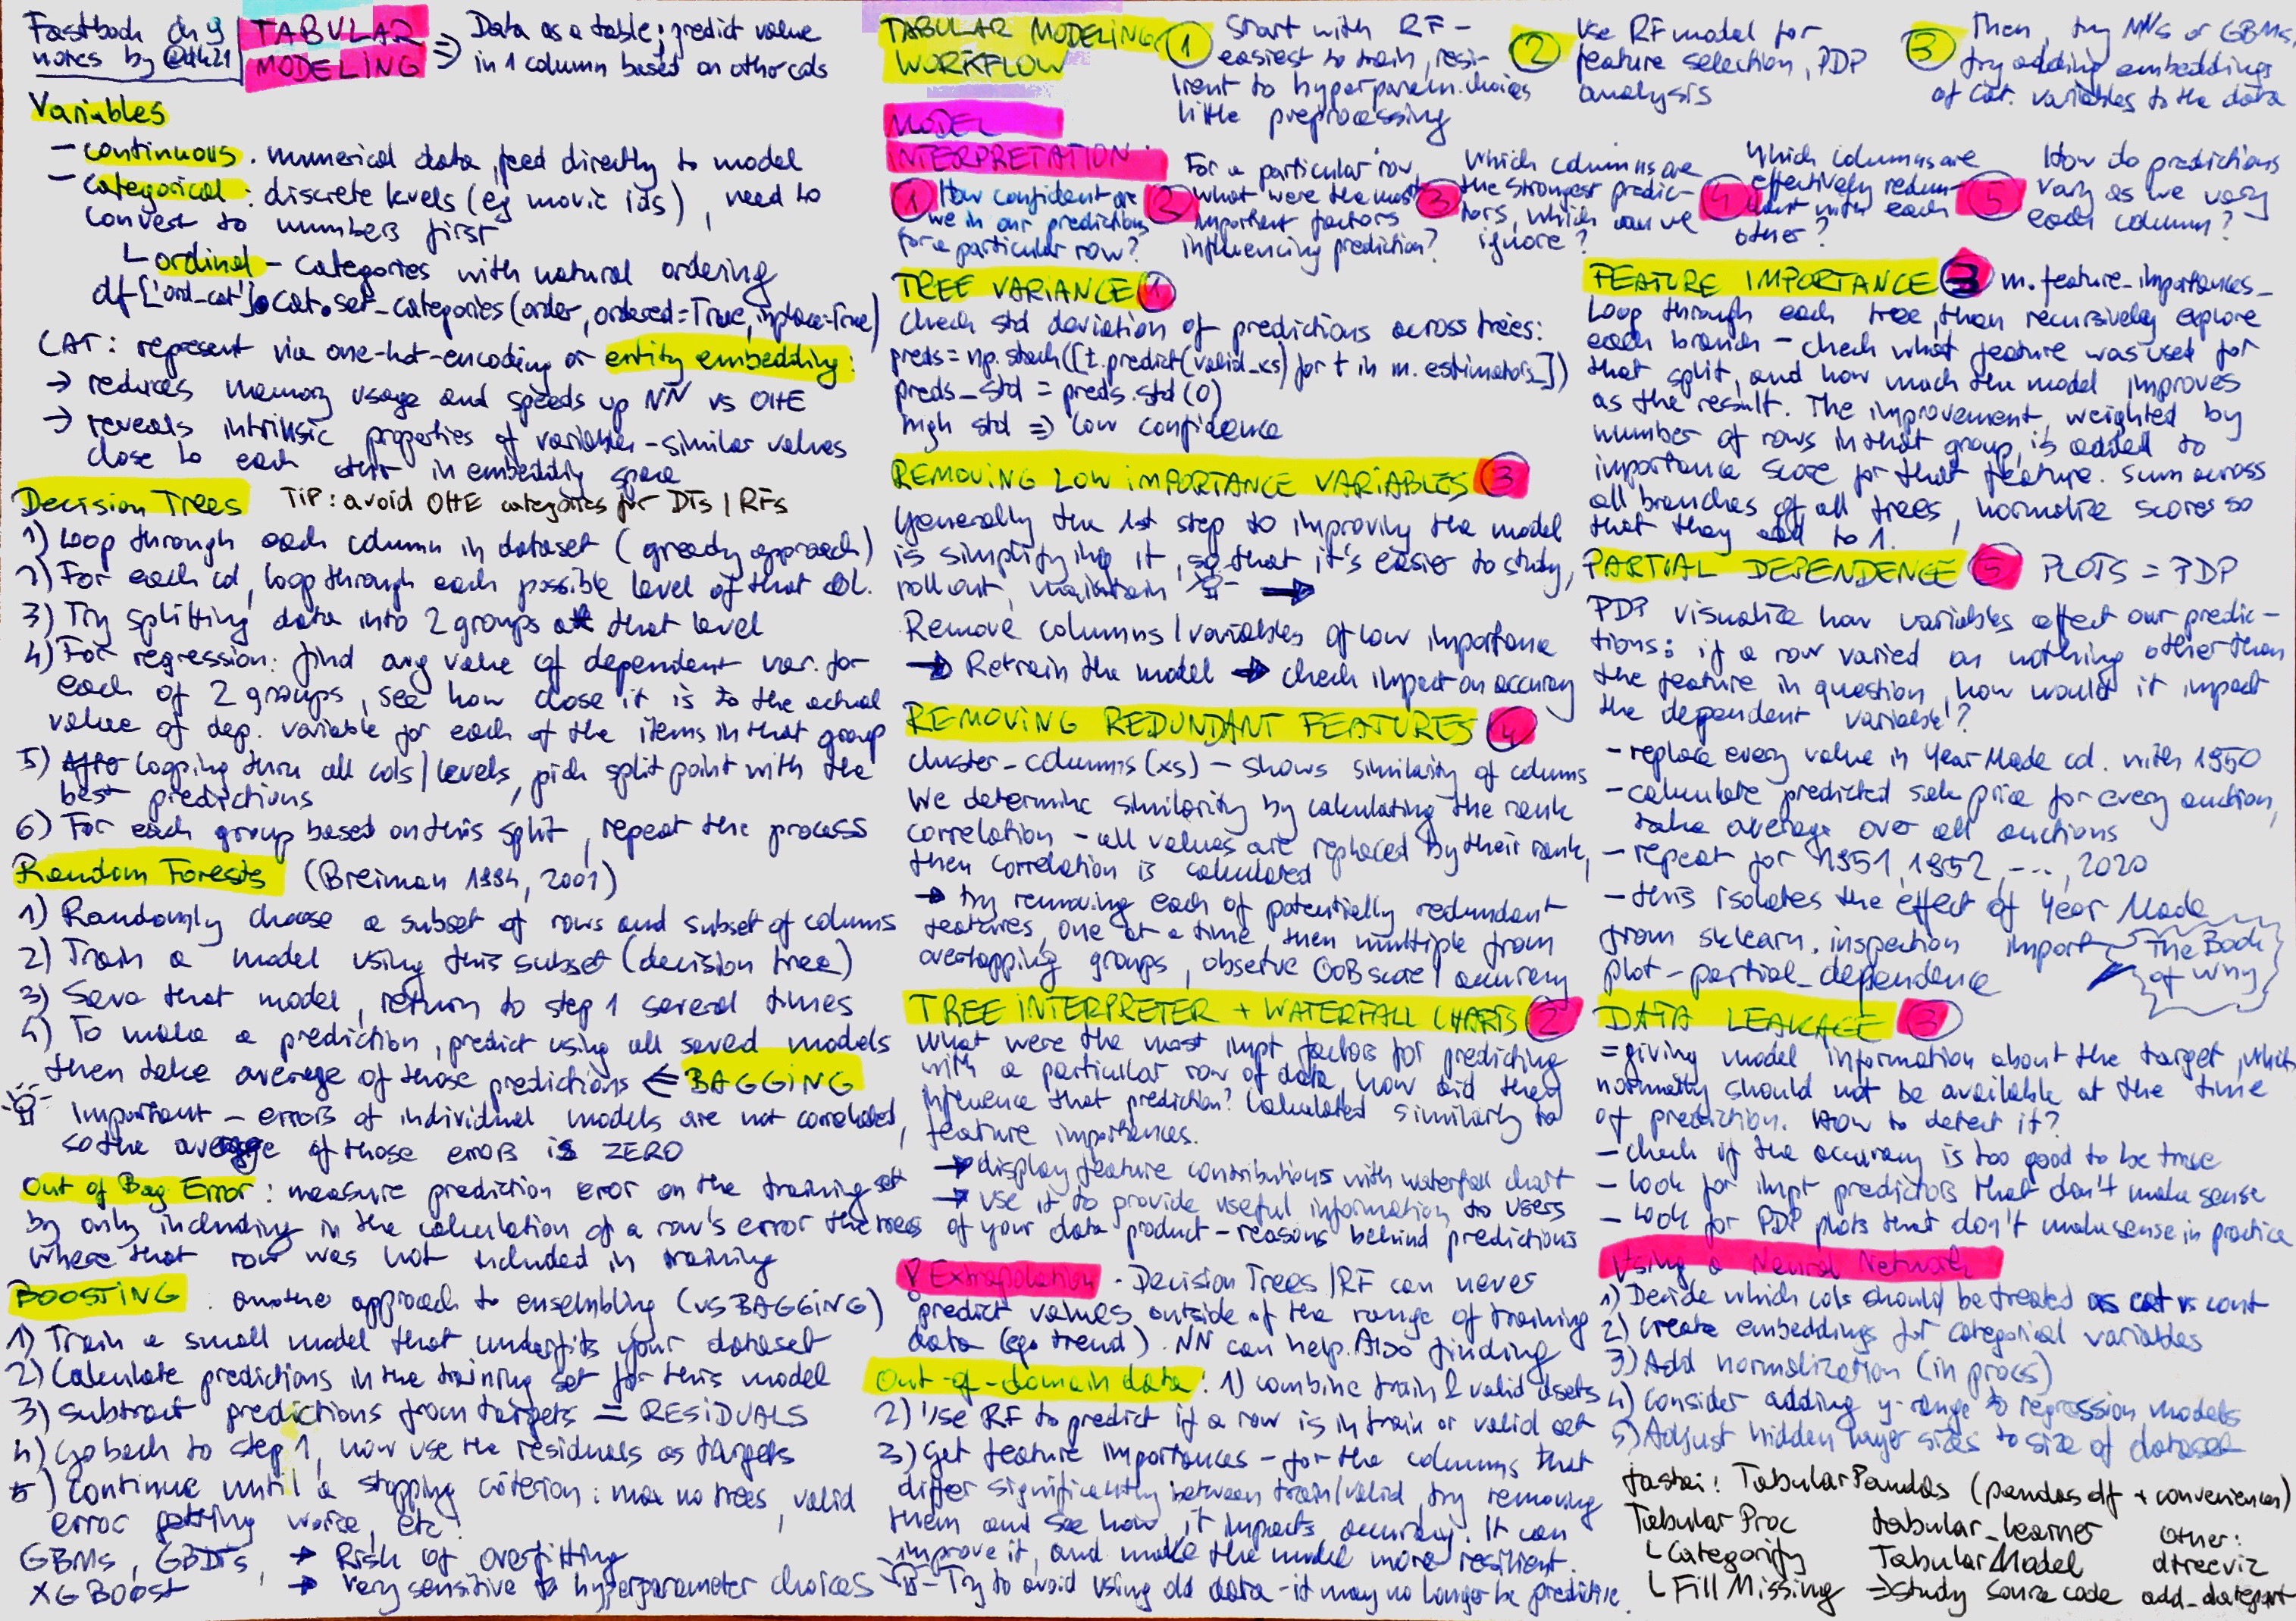 Fastbook ch 9
notes by @dk21
TABULAR
MODELING
⇒ Data as a table; predict value
in 1 column based on other cols
Variables
- continuous. numerical data, feed directly to model
- categorical: discrete levels (eg movie ids), need to
convert to numbers first
ordinal - categories with natural ordering
df['ord_cat'].cat.set_categories(order, ordered=True, inplace=True)
CAT: represent via one-hot-encoding or entity embedding:
→ reduces memory usage and speeds up NN vs OHE
→ reveals intrinsic properties of variables - similar values
close to each other in embedding space
Decision Trees TIP: avoid OHE categories for DTs / RFs
1) Loop through each column in dataset (greedy approach)
2) For each col, loop through each possible level of that col.
3) Try splitting data into 2 groups at that level
4) For regression: find avg value of dependent var. for
each of 2 groups, see how close it is to the actual
value of dep. variable for each of the items in that group
5) After looping thru all cols/levels, pick split point with the
best predictions
6) For each group based on this split, repeat the process
Random Forests (Breiman 1994, 2001)
1) Randomly choose a subset of rows and subset of columns
2) Train a model using this subset (decision tree)
3) Save that model, return to step 1 several times
4) To make a prediction, predict using all saved models
then take average of those predictions ⇐ BAGGING
Important - errors of individual models are not correlated,
so the average of those errors is ZERO
Out of Bag Error: measure prediction error on the training set
by only including in the calculation of a row's error the trees
where that row was not included in training
BOOSTING: another approach to ensembling (vs BAGGING)
1) Train a small model that underfits your dataset
2) Calculate predictions in the training set for this model
3) Subtract predictions from targets = RESIDUALS
4) Go back to step 1, now use the residuals as targets
5) Continue until a stopping criterion: max no trees, valid
error getting worse, etc.
GBMs, GBDTs, → Risk of overfitting
XGBoost → very sensitive to hyperparameter choices
TABULAR MODELING
WORKFLOW
1 Start with RF -
easiest to train, resi-
lient to hyperparam. choices
little preprocessing
2 Use RF model for
feature selection, PDP
analysis
3 Then, try NNs or GBMs,
try adding embeddings
of cat. variables to the data
MODEL
INTERPRETATION:
1 How confident are
we in our predictions
for a particular row?
2 For a particular row
what were the most
important factors
influencing prediction?
3 Which columns are
the strongest predic-
tors, which can we
ignore?
4 Which columns are
effectively redun-
dant with each
other?
5 How do predictions
vary as we vary
each column?
TREE VARIANCE 1
Check std deviation of predictions across trees:
preds = np.stack([t.predict(valid_xs) for t in m.estimators_])
preds_std = preds.std(0)
high std ⇒ low confidence
REMOVING LOW IMPORTANCE VARIABLES 3
Generally the 1st step to improving the model
is simplifying it, so that it's easier to study,
rollout, maintain →
Remove columns/variables of low importance
→ Retrain the model → check impact on accuracy
REMOVING REDUNDANT FEATURES 4
cluster_columns(xs) - shows similarity of columns
We determine similarity by calculating the rank
correlation - all values are replaced by their rank,
then correlation is calculated
→ try removing each of potentially redundant
features, one at a time, then multiple from
overlapping groups, observe OOB score / accuracy
TREE INTERPRETER + WATERFALL CHARTS 2
What were the most impt factors for predicting
with a particular row of data, how did they
influence that prediction? Calculated similarly to
feature importances.
→ display feature contributions with waterfall chart
→ use it to provide useful information to users
of your data product - reasons behind predictions
! Extrapolation - Decision Trees / RF can never
predict values outside of the range of training
data (eg. trend). NN can help. Also finding
Out-of-domain data: 1) combine train & valid dsets
2) Use RF to predict if a row is in train or valid set
3) Get feature importances - for the columns that
differ significantly between train/valid, try removing
them and see how it impacts accuracy. It can
improve it, and make the model more resilient.
- Try to avoid using old data - it may no longer be predictive.
FEATURE IMPORTANCE 3 m.feature_importances_
Loop through each tree, then recursively explore
each branch - check what feature was used for
that split, and how much the model improves
as the result. The improvement, weighted by
number of rows in that group, is added to
importance score for that feature. Sum across
all branches of all trees, normalize scores so
that they add to 1.
PARTIAL DEPENDENCE 5 PLOTS = PDP
PDP visualize how variables affect our predic-
tions: if a row varied on nothing other than
the feature in question, how would it impact
the dependent variable?
- replace every value in Year Made col. with 1950
- calculate predicted sale price for every auction,
take average over all auctions
- repeat for 1951, 1952, ..., 2020
- this isolates the effect of Year Made
from sklearn.inspection import
plot_partial_dependence
The Book
of Why
DATA LEAKAGE 3
= giving model information about the target, which
normally should not be available at the time
of prediction. How to detect it?
- check if the accuracy is too good to be true
- look for impt predictors that don't make sense
- look for PDP plots that don't make sense in practice
Using a Neural Network
1) Decide which cols should be treated as cat vs cont
2) Create embeddings for categorical variables
3) Add normalization (in procs)
4) Consider adding y-range to regression models
5) Adjust hidden layer sizes to size of dataset
fastai: TabularPandas (pandas df + conveniences)
Tabular Proc tabular_learner other:
Categorify TabularModel dtreeviz
Fill Missing → study source code add_datepart